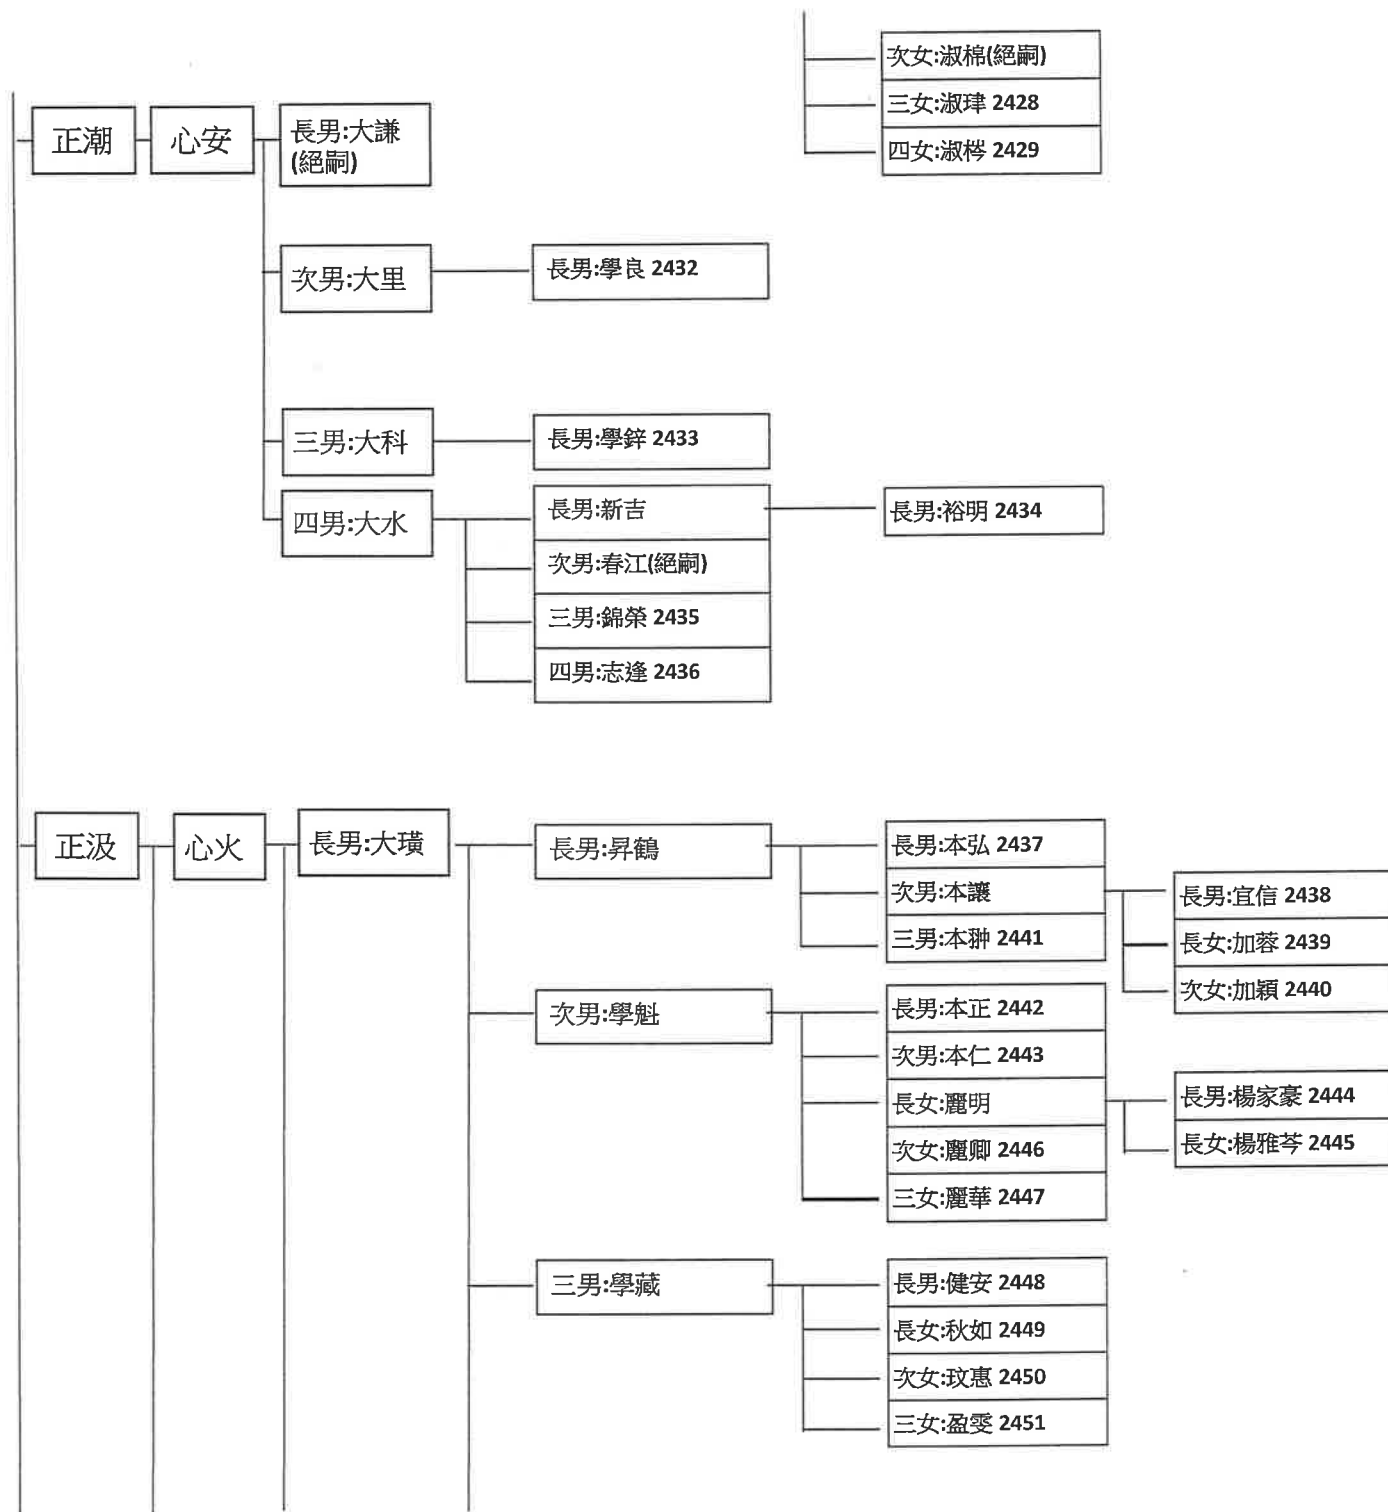 次女:淑棉(絕嗣)
三女:淑琾 2428
四女:淑梣 2429
正潮
心安
長男:大謙
(絕嗣)
次男:大里
長男:學良 2432
三男:大科
長男:學鋅 2433
四男:大水
長男:新吉
長男:裕明 2434
次男:春江(絕嗣)
三男:錦榮 2435
四男:志逢 2436
正汲
心火
長男:大璜
長男:昇鶴
長男:本弘 2437
次男:本讓
三男:本翀 2441
長男:宜信 2438
長女:加蓉 2439
次女:加穎 2440
次男:學魁
長男:本正 2442
次男:本仁 2443
長女:麗明
次女:麗卿 2446
三女:麗華 2447
長男:楊家豪 2444
長女:楊雅芩 2445
三男:學藏
長男:健安 2448
長女:秋如 2449
次女:玟惠 2450
三女:盈雯 2451